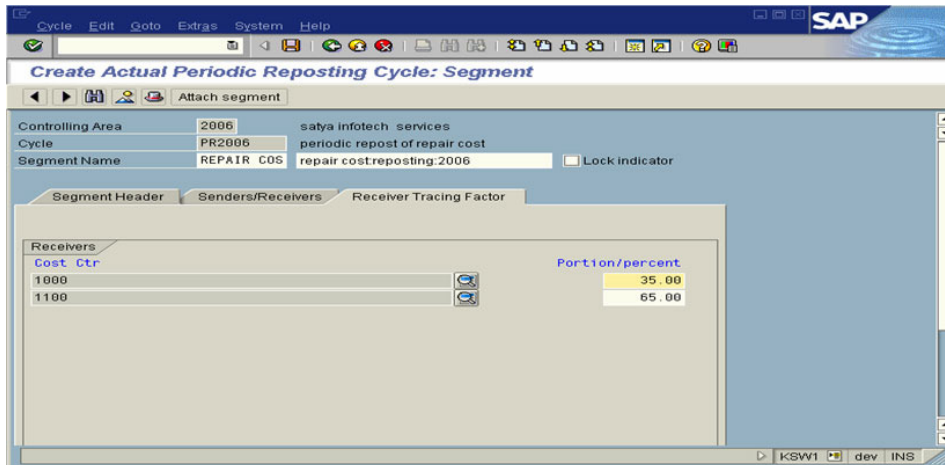 Cycle Edit Goto Extras System Help
SAP
Create Actual Periodic Reposting Cycle: Segment
Attach segment
Controlling Area 2006 satya infotech services
Cycle PR2006 periodic repost of repair cost
Segment Name REPAIR COS repair cost:reposting:2006 Lock indicator
Segment Header Senders/Receivers Receiver Tracing Factor
Receivers
Cost Ctr Portion/percent
1000 35.00
1100 65.00
KSW1 dev INS